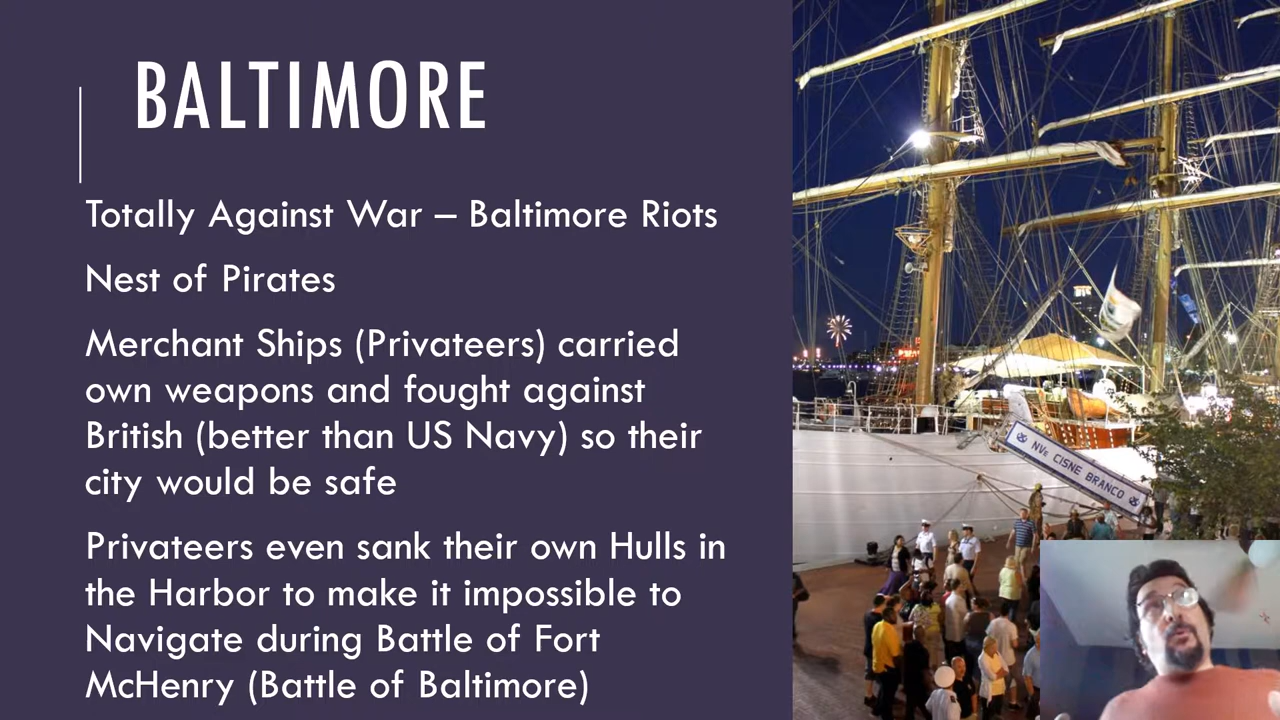 BALTIMORE
Totally Against War – Baltimore Riots
Nest of Pirates
Merchant Ships (Privateers) carried
own weapons and fought against
British (better than US Navy) so their
city would be safe
Privateers even sank their own Hulls in
the Harbor to make it impossible to
Navigate during Battle of Fort
McHenry (Battle of Baltimore)
NVe CISNE BRANCO